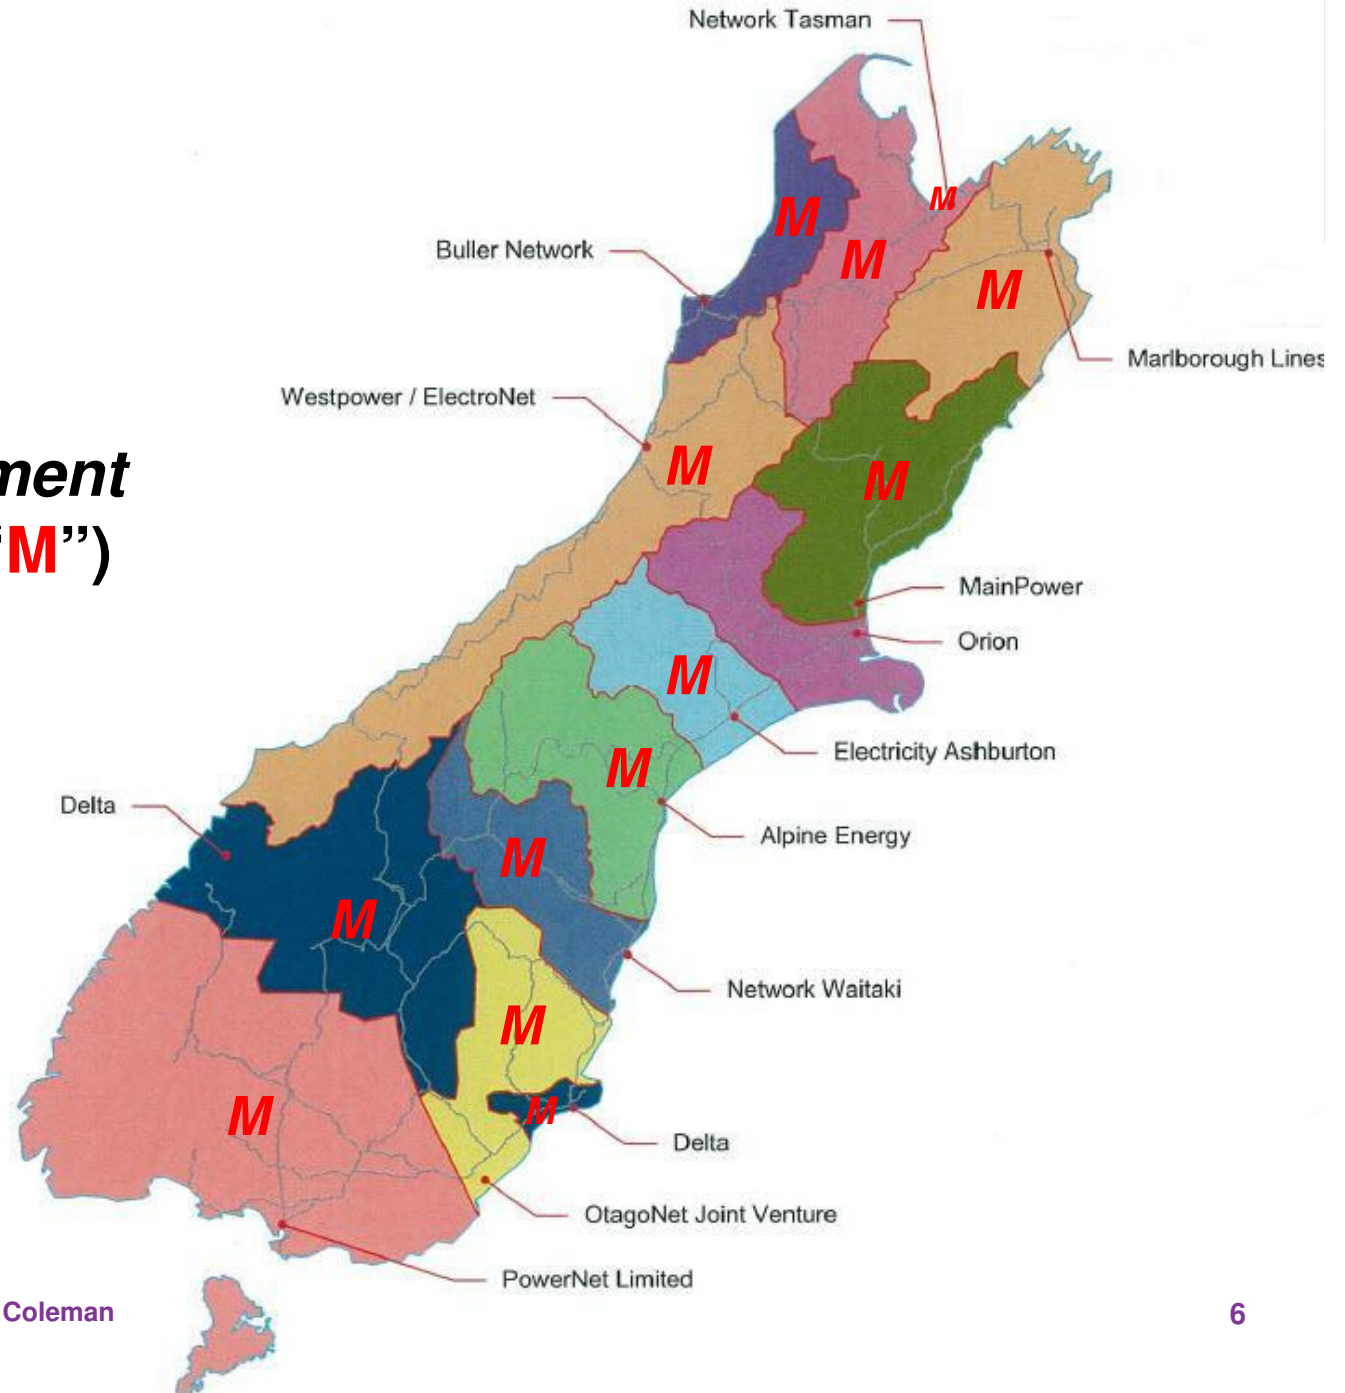 Network Tasman
M
M
Buller Network
M
M
Marlborough Lines
Westpower / ElectroNet
M
M
ment
“M”)
MainPower
Orion
M
Electricity Ashburton
M
Delta
Alpine Energy
M
M
Network Waitaki
M
M
M
Delta
OtagoNet Joint Venture
PowerNet Limited
Coleman
6